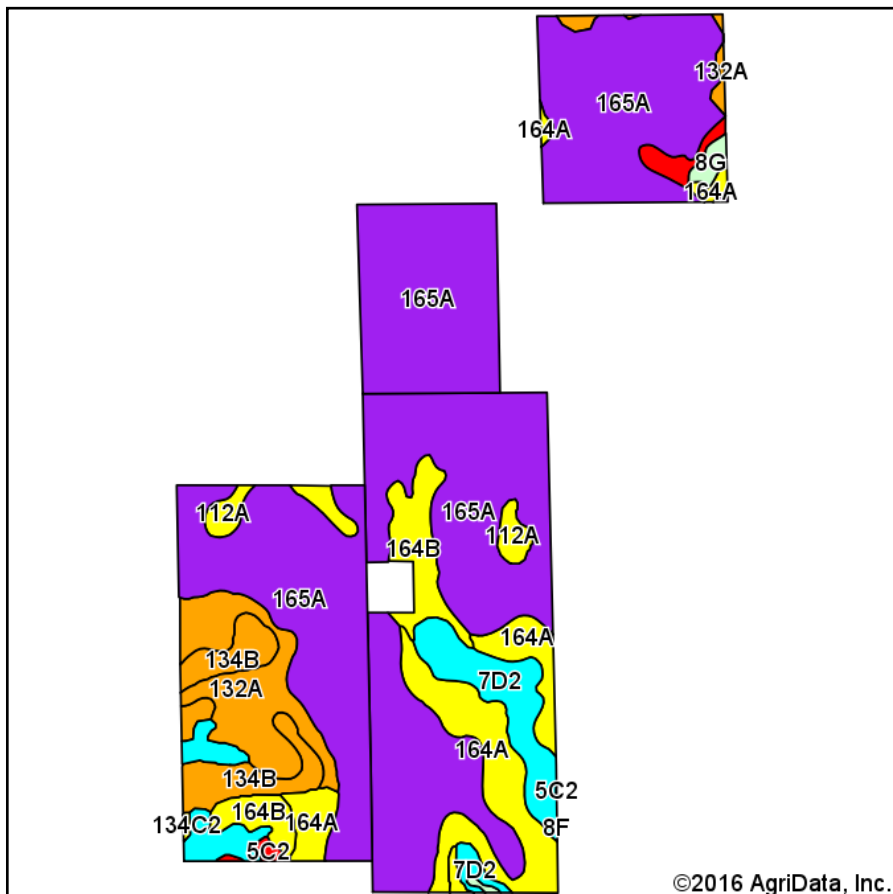 132A
165A
164A
8G
164A
165A
165A
112A
112A
164B
165A
164A
134B
7D2
132A
164A
134B
5C2
164B
134C2
164A
8F
5C2
7D2
©2016 AgriData, Inc.